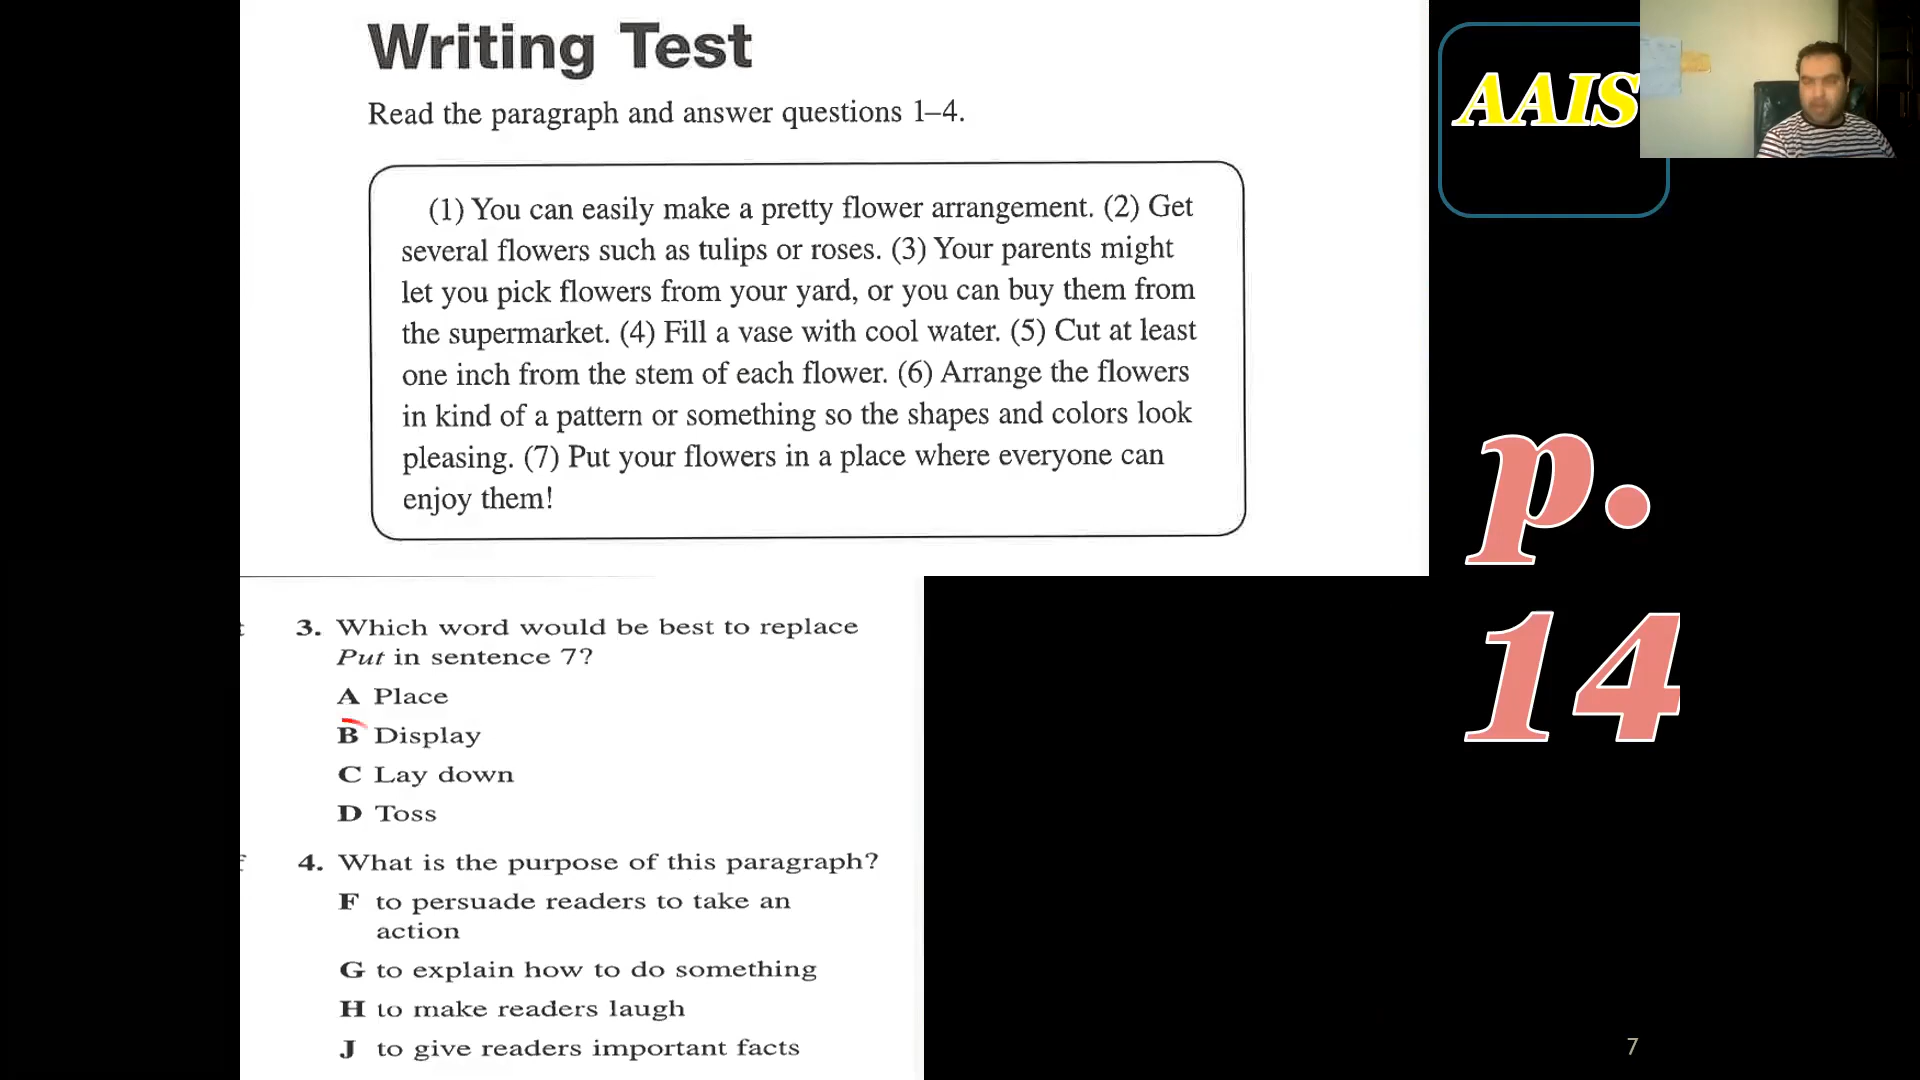 Writing Test
Read the paragraph and answer questions 1–4.
(1) You can easily make a pretty flower arrangement. (2) Get
several flowers such as tulips or roses. (3) Your parents might
let you pick flowers from your yard, or you can buy them from
the supermarket. (4) Fill a vase with cool water. (5) Cut at least
one inch from the stem of each flower. (6) Arrange the flowers
in kind of a pattern or something so the shapes and colors look
pleasing. (7) Put your flowers in a place where everyone can
enjoy them!
3. Which word would be best to replace
Put in sentence 7?
A Place
B Display
C Lay down
D Toss
4. What is the purpose of this paragraph?
F to persuade readers to take an
action
G to explain how to do something
H to make readers laugh
J to give readers important facts
AAIS
p.
14
7